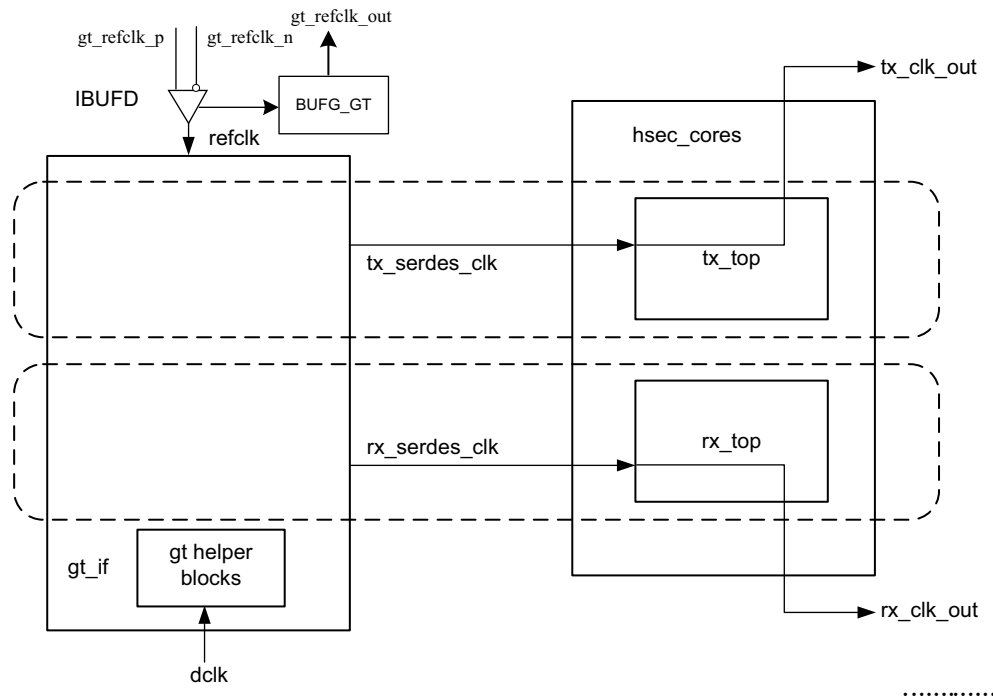 gt_refclk_out
gt_refclk_p
gt_refclk_n
IBUFD
BUFG_GT
refclk
tx_clk_out
hsec_cores
tx_serdes_clk
tx_top
rx_serdes_clk
rx_top
gt_if
gt helper
blocks
rx_clk_out
dclk